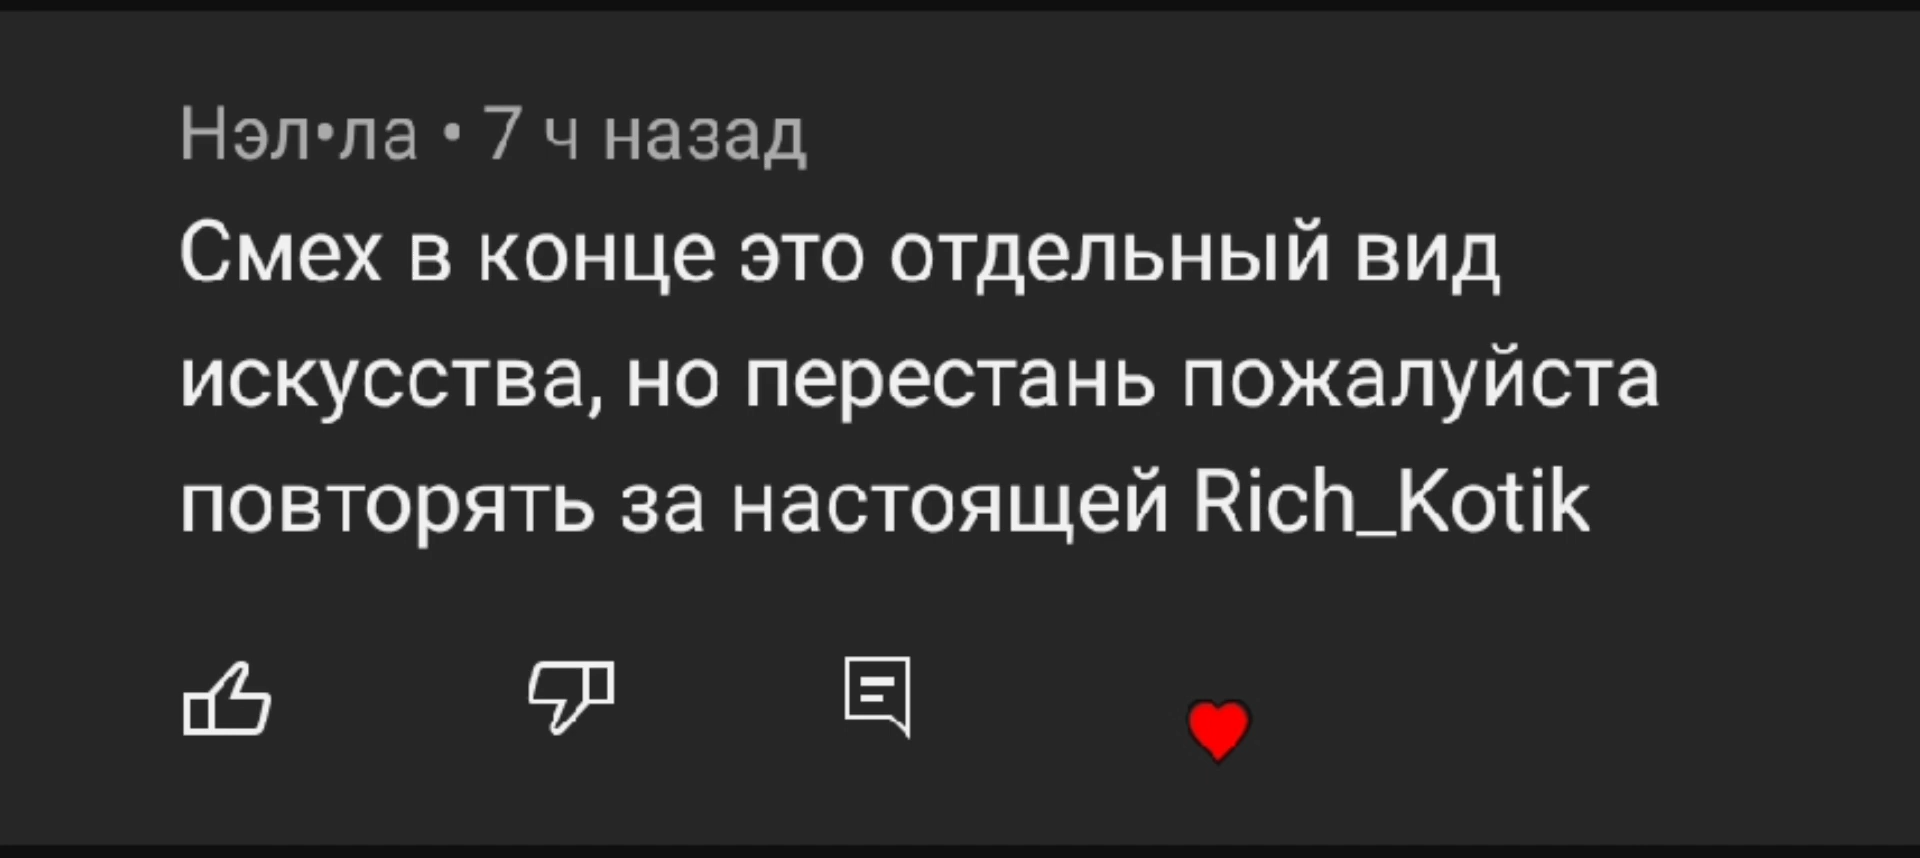 Нэл•ла • 7 ч назад
Смех в конце это отдельный вид
искусства, но перестань пожалуйста
повторять за настоящей Rich_Kotik